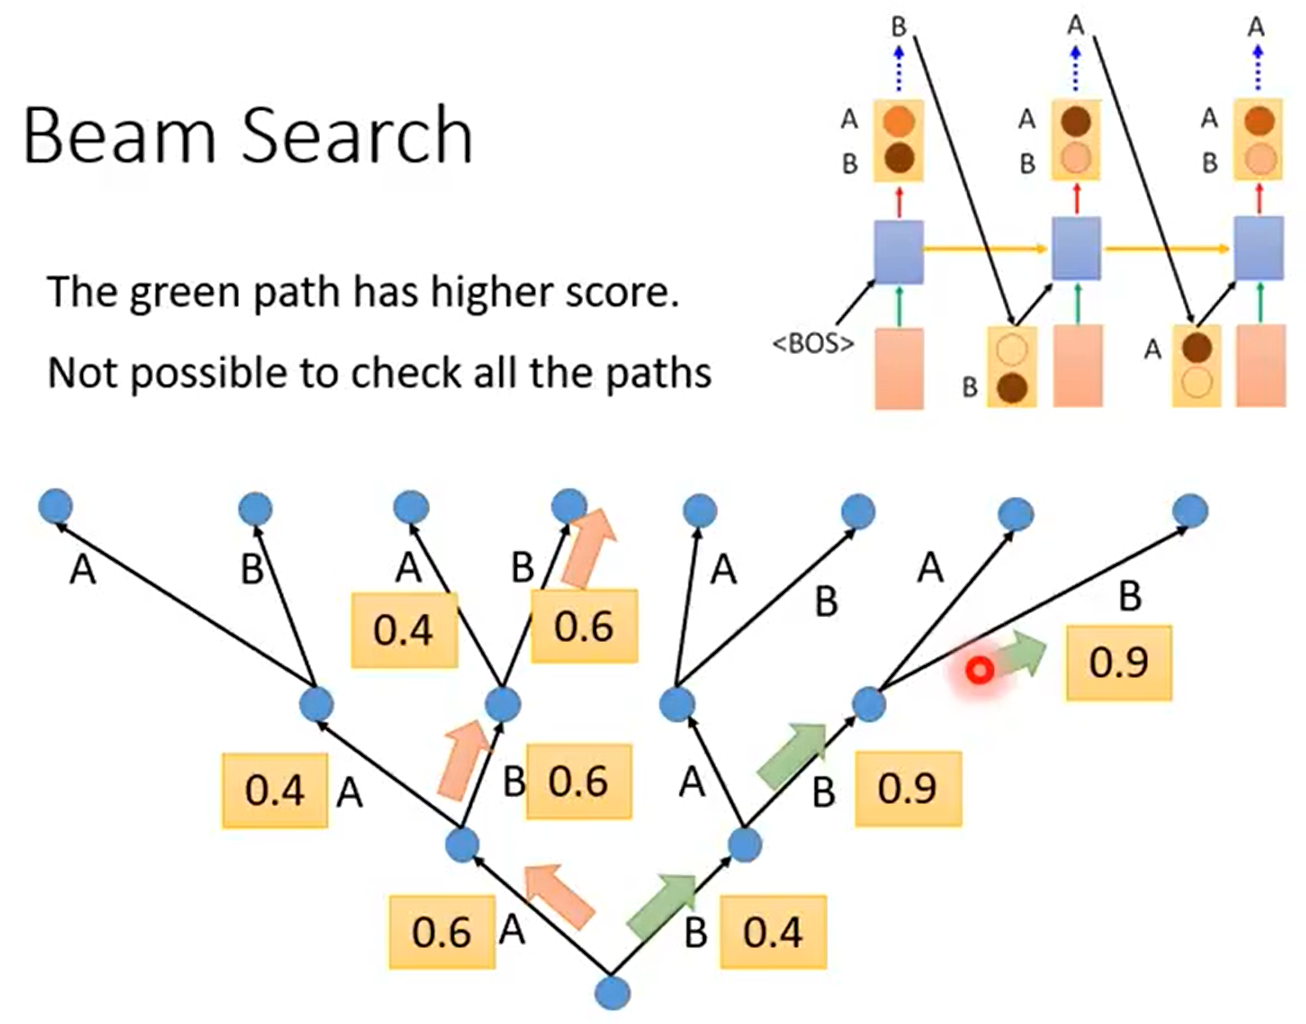 Beam Search
The green path has higher score.
Not possible to check all the paths
B A A
A A A
B B B
<BOS>
B A
A B A B A B A B
0.4 0.6 0.9
0.4 A B 0.6 A B 0.9
0.6 A B 0.4